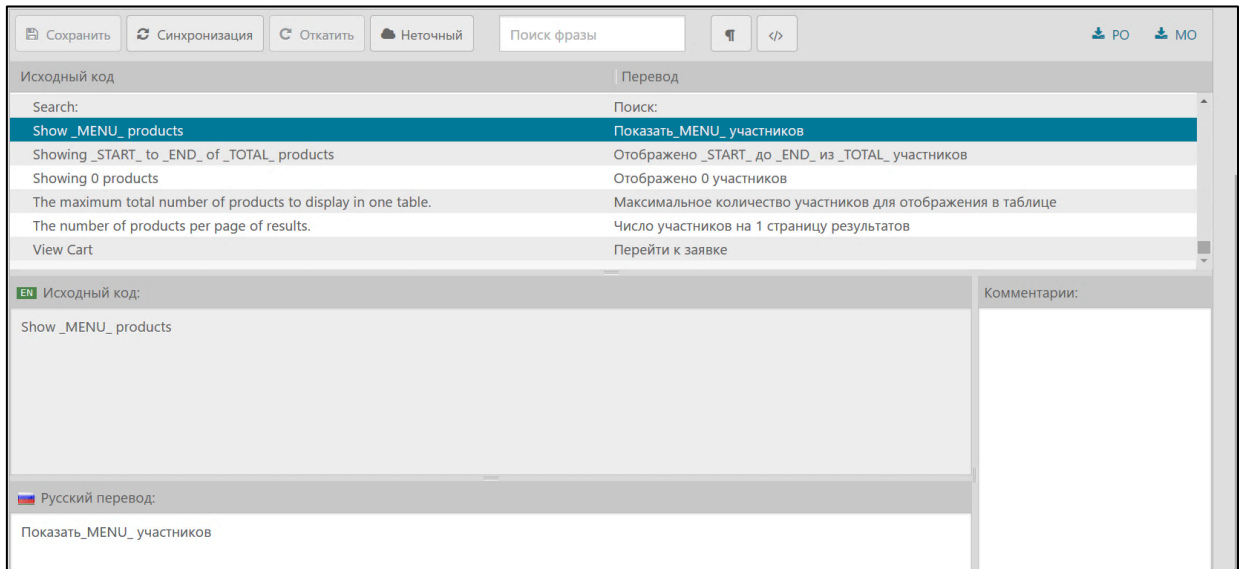 Сохранить Синхронизация Откатить Неточный Поиск фразы ¶ </> PO MO
Исходный код Перевод
Search: Поиск:
Show _MENU_ products Показать_MENU_ участников
Showing _START_ to _END_ of _TOTAL_ products Отображено _START_ до _END_ из _TOTAL_ участников
Showing 0 products Отображено 0 участников
The maximum total number of products to display in one table. Максимальное количество участников для отображения в таблице
The number of products per page of results. Число участников на 1 страницу результатов
View Cart Перейти к заявке
EN Исходный код: Комментарии:
Show _MENU_ products
Русский перевод:
Показать_MENU_ участников